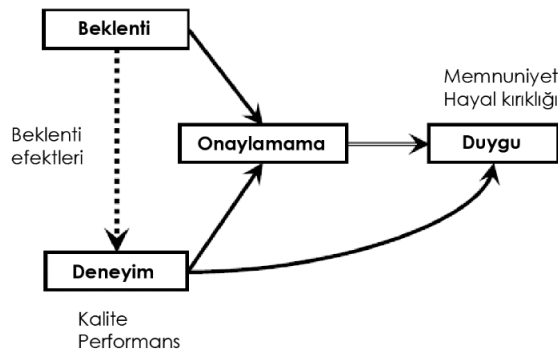 Beklenti
Memnuniyet
Hayal kırıklığı
Beklenti
efektleri
Onaylamama
Duygu
Deneyim
Kalite
Performans